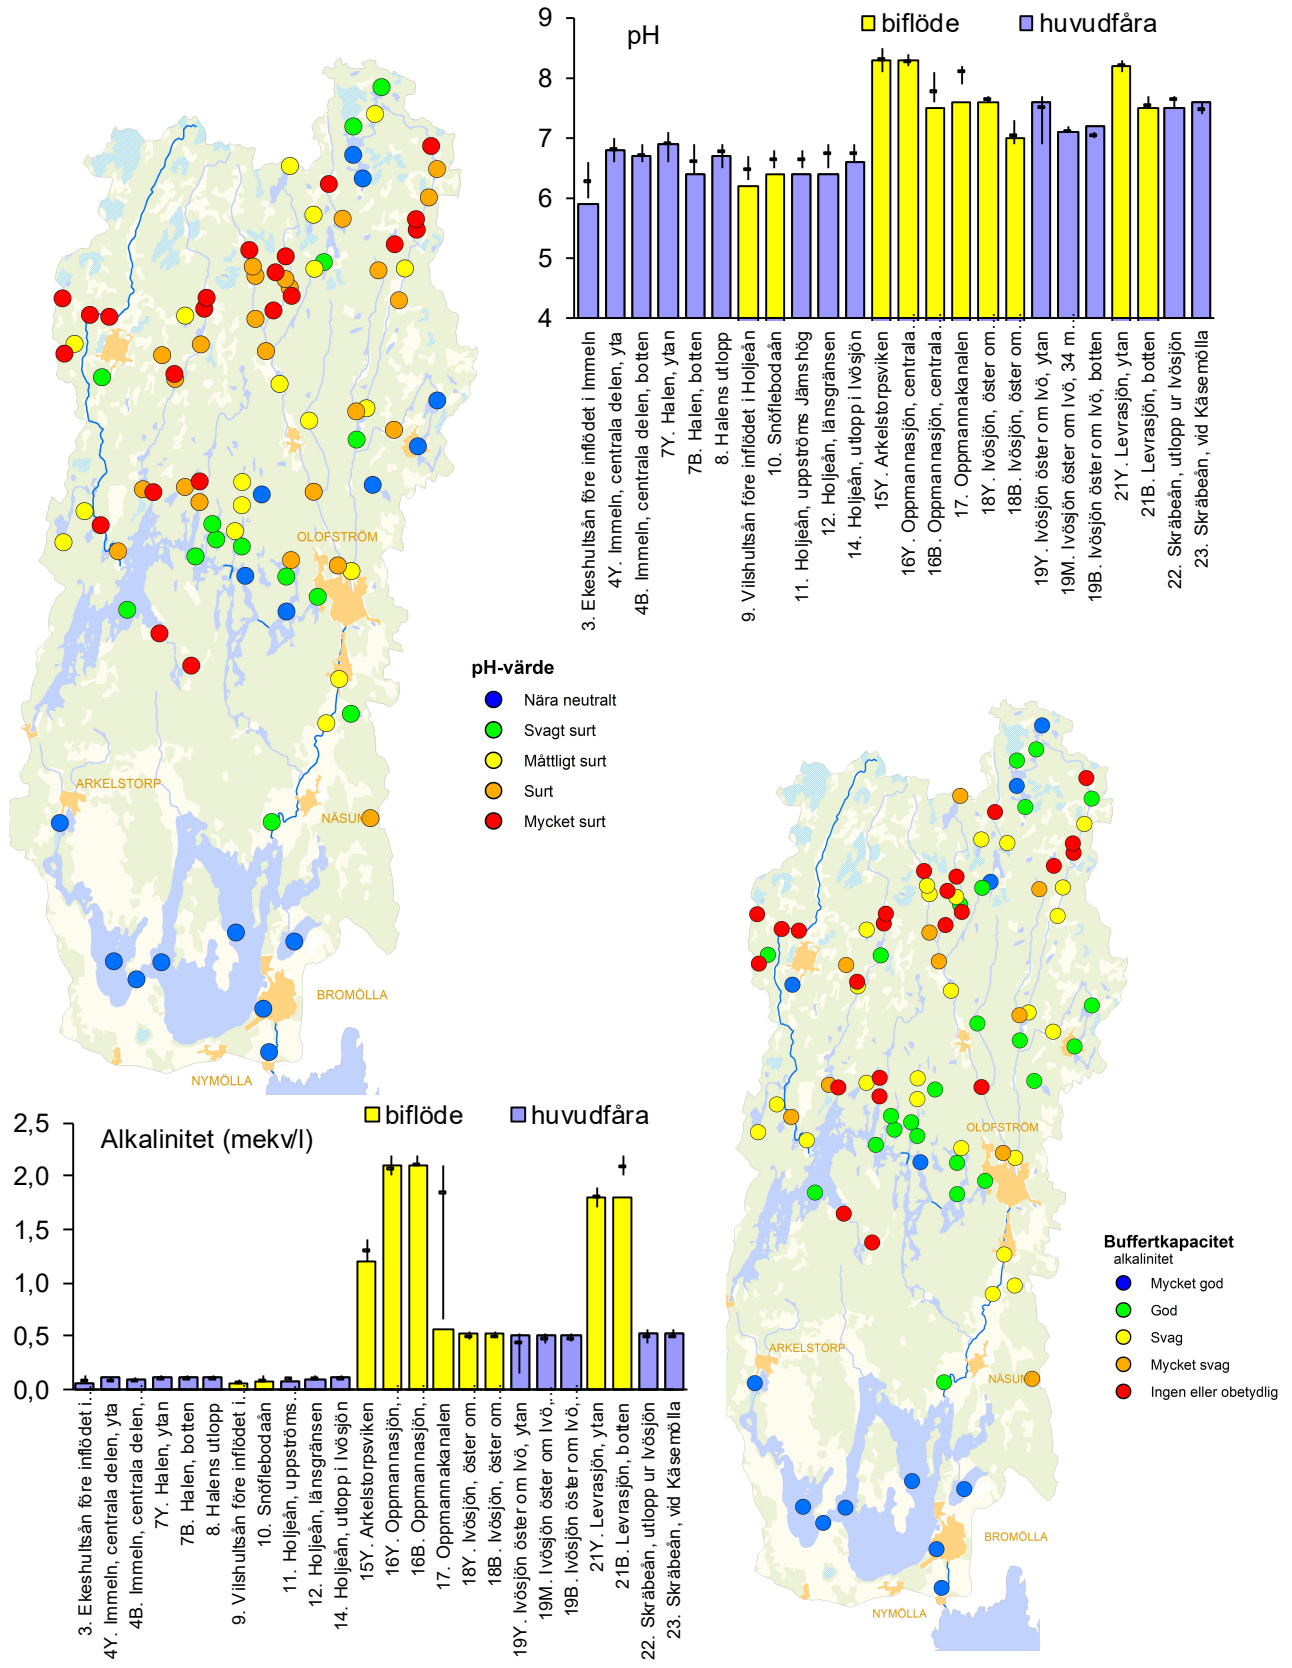 pH
biflöde
huvudfåra
9
8
7
6
5
4
3. Ekeshultsån före inflödet i Immeln
4Y. Immeln, centrala delen, yta
4B. Immeln, centrala delen, botten
7Y. Halen, ytan
7B. Halen, botten
8. Halens utlopp
9. Vilshultsån före inflödet i Holjeån
10. Snöflebodaån
11. Holjeån, uppströms Jämshög
12. Holjeån, länsgränsen
14. Holjeån, utlopp i Ivösjön
15Y. Arkelstorpsviken
16Y . Oppmannasjön, centrala...
16B. Oppmannasjön, centrala...
17. Oppmannakanalen
18Y. Ivösjön, öster om...
18B. Ivösjön, öster om...
19Y. Ivösjön öster om Ivö, ytan
19M. Ivösjön öster om Ivö, 34 m...
19B. Ivösjön öster om Ivö, botten
21Y. Levrasjön, ytan
21B. Levrasjön, botten
22. Skräbeån, utlopp ur Ivösjön
23. Skräbeån, vid Käsemölla
OLOFSTRÖM
ARKELSTORP
NÄSUM
BROMÖLLA
NYMÖLLA
pH-värde
Nära neutralt
Svagt surt
Måttligt surt
Surt
Mycket surt
Alkalinitet (mekv/l)
biflöde
huvudfåra
2,5
2,0
1,5
1,0
0,5
0,0
3. Ekeshultsån före inflödet i...
4Y. Immeln, centrala delen, yta
4B. Immeln, centrala delen,...
7Y. Halen, ytan
7B. Halen, botten
8. Halens utlopp
9. Vilshultsån före inflödet i...
10. Snöflebodaån
11. Holjeån, uppströms...
12. Holjeån, länsgränsen
14. Holjeån, utlopp i Ivösjön
15Y. Arkelstorpsviken
16Y. Oppmannasjön,...
16B. Oppmannasjön,...
17. Oppmannakanalen
18Y. Ivösjön, öster om...
18B. Ivösjön, öster om...
19Y. Ivösjön öster om Ivö, ytan
19M. Ivösjön öster om Ivö,...
19B. Ivösjön öster om Ivö,...
21Y. Levrasjön, ytan
21B. Levrasjön, botten
22. Skräbeån, utlopp ur Ivösjön
23. Skräbeån, vid Käsemölla
OLOFSTRÖM
ARKELSTORP
NÄSUM
BROMÖLLA
NYMÖLLA
Buffertkapacitet
alkalinitet
Mycket god
God
Svag
Mycket svag
Ingen eller obetydlig